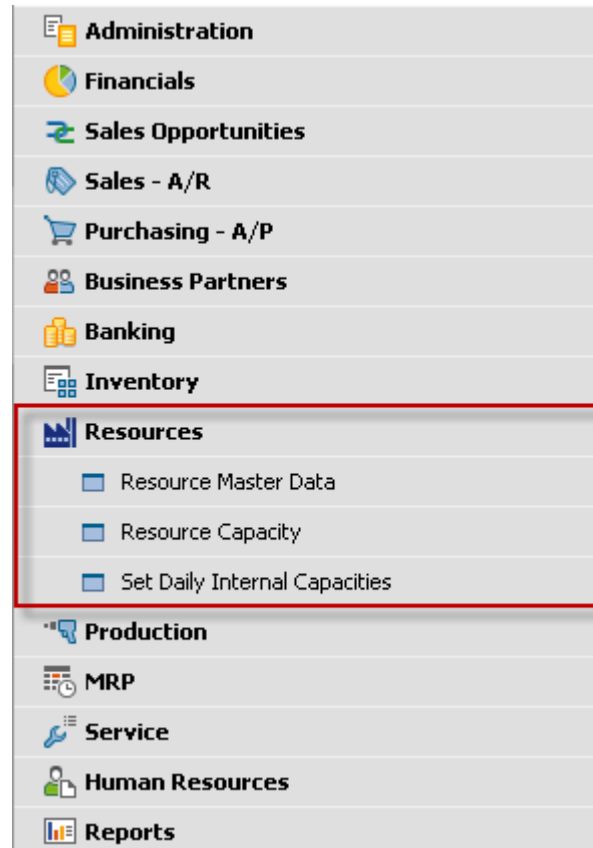 Administration
Financials
Sales Opportunities
Sales - A/R
Purchasing - A/P
Business Partners
Banking
Inventory
Resources
Resource Master Data
Resource Capacity
Set Daily Internal Capacities
Production
MRP
Service
Human Resources
Reports